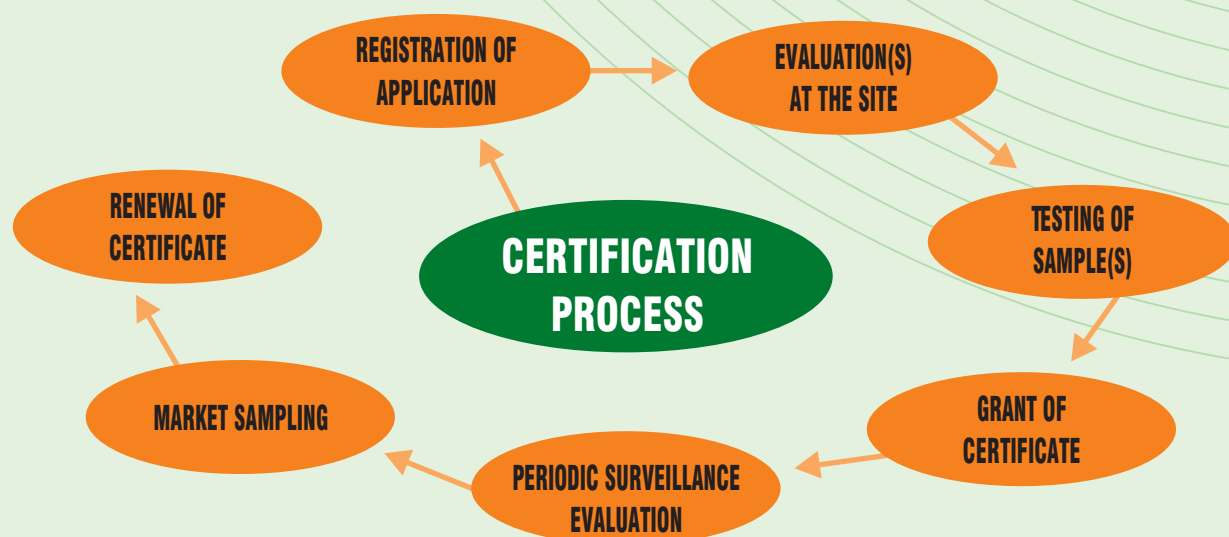 CERTIFICATION
PROCESS
REGISTRATION OF
APPLICATION
EVALUATION(S)
AT THE SITE
TESTING OF
SAMPLE(S)
GRANT OF
CERTIFICATE
PERIODIC SURVEILLANCE
EVALUATION
MARKET SAMPLING
RENEWAL OF
CERTIFICATE